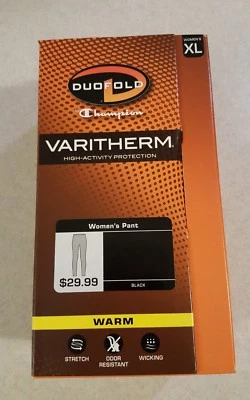 WOMEN'S
XL
DUOFOLD
Champion
VARITHERM
HIGH-ACTIVITY PROTECTION
Women's Pant
$29.99
BLACK
WARM
STRETCH
ODOR RESISTANT
WICKING